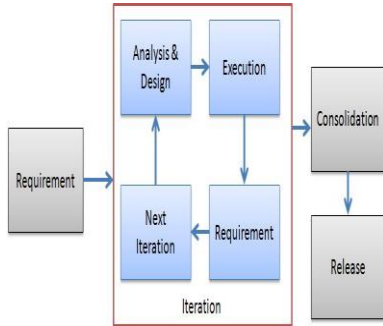 Analysis &
Design
Execution
Consolidation
Requirement
Next
Iteration
Requirement
Release
Iteration